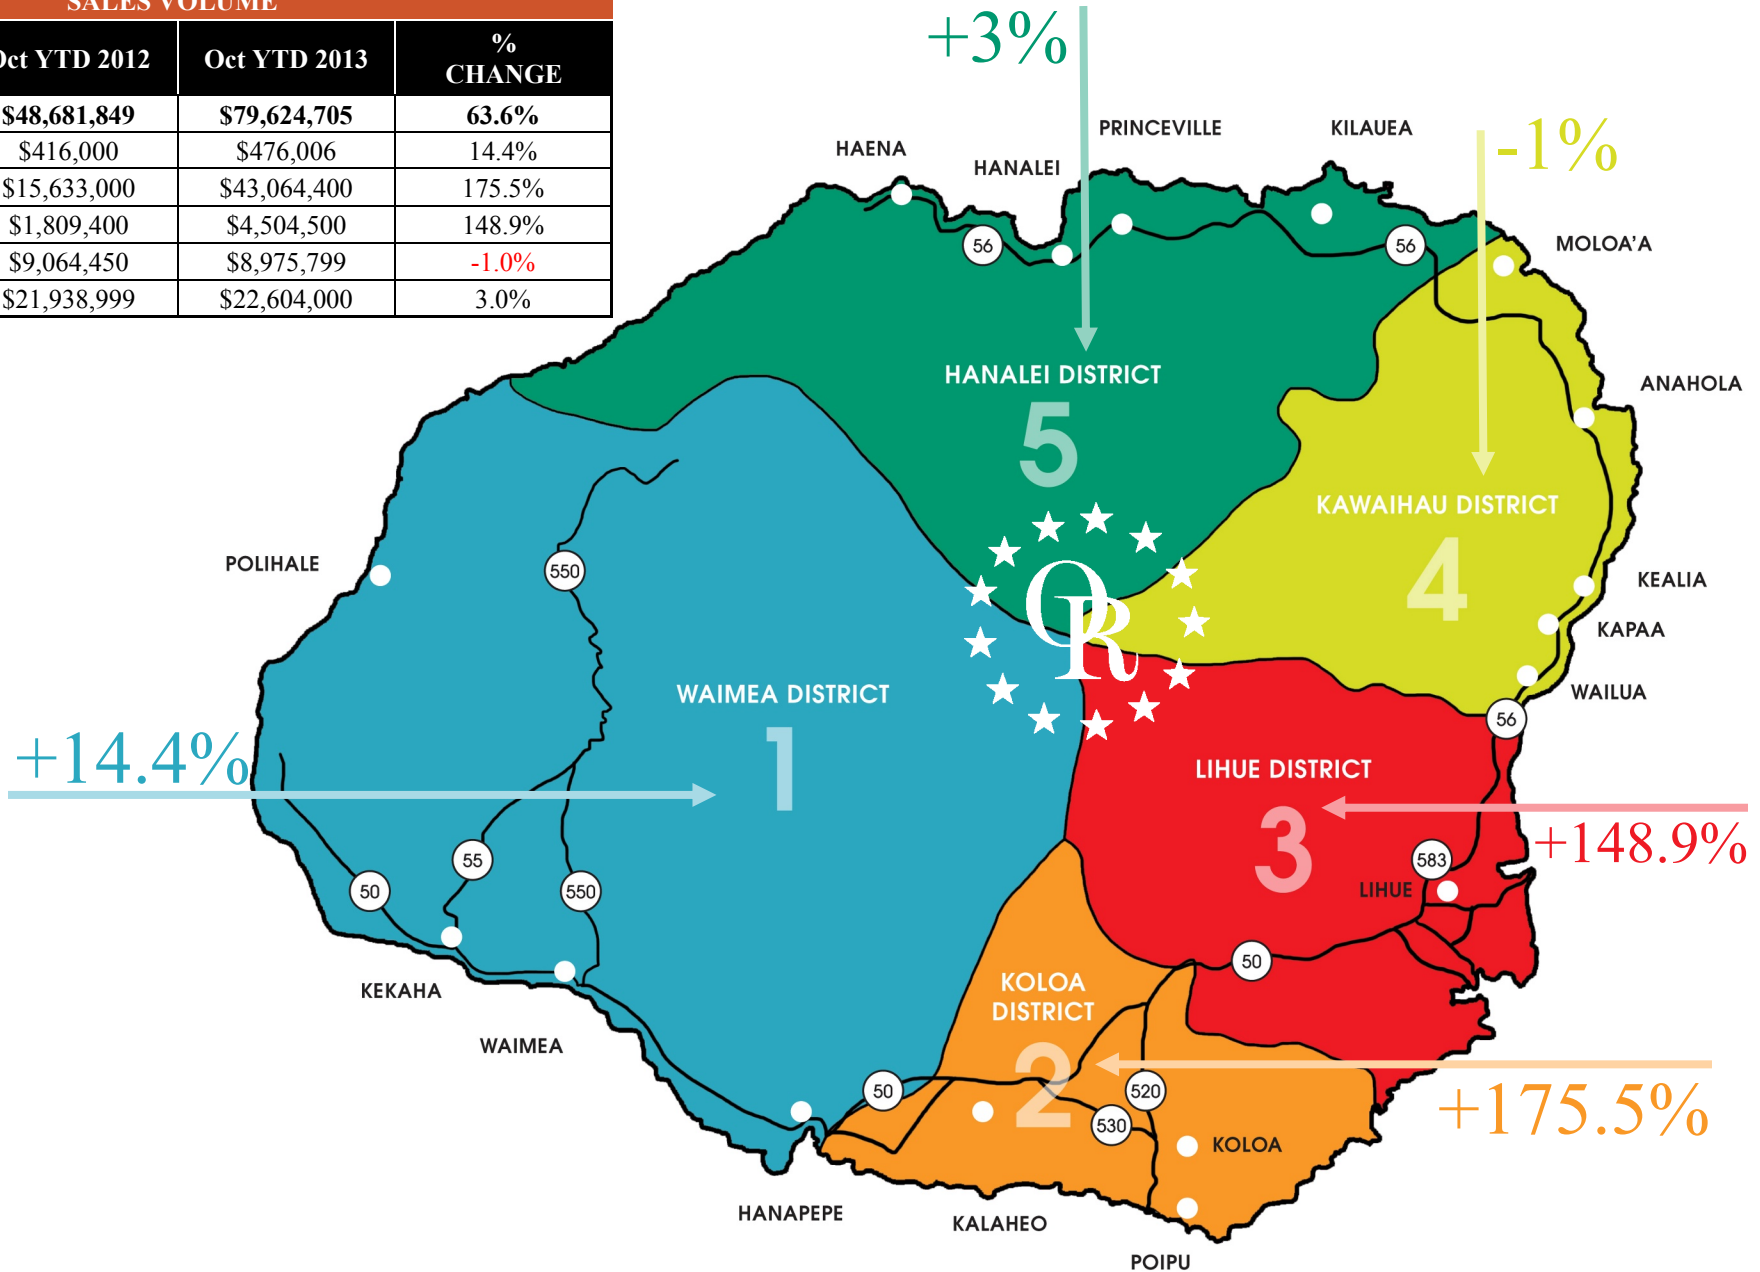 SALES VOLUME
Oct YTD 2012 Oct YTD 2013 % CHANGE
$48,681,849 $79,624,705 63.6%
$416,000 $476,006 14.4%
$15,633,000 $43,064,400 175.5%
$1,809,400 $4,504,500 148.9%
$9,064,450 $8,975,799 -1.0%
$21,938,999 $22,604,000 3.0%
+3%
-1%
PRINCEVILLE
KILAUEA
HAENA
HANALEI
56
56
MOLOA'A
HANALEI DISTRICT
5
ANAHOLA
KAWAIHAU DISTRICT
4
POLIHALE
550
KEALIA
OR
KAPAA
WAIMEA DISTRICT
1
WAILUA
56
+14.4%
LIHUE DISTRICT
3
+148.9%
55
583
50
550
LIHUE
50
KEKAHA
KOLOA
DISTRICT
2
WAIMEA
50
520
+175.5%
530
KOLOA
HANAPEPE
KALAHEO
POIPU